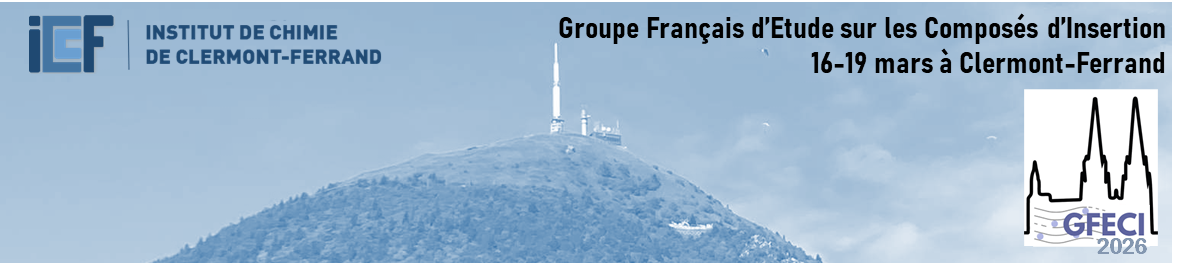 iCF
INSTITUT DE CHIMIE
DE CLERMONT-FERRAND
Groupe Français d'Etude sur les Composés d'Insertion
16-19 mars à Clermont-Ferrand
GFECI
2026